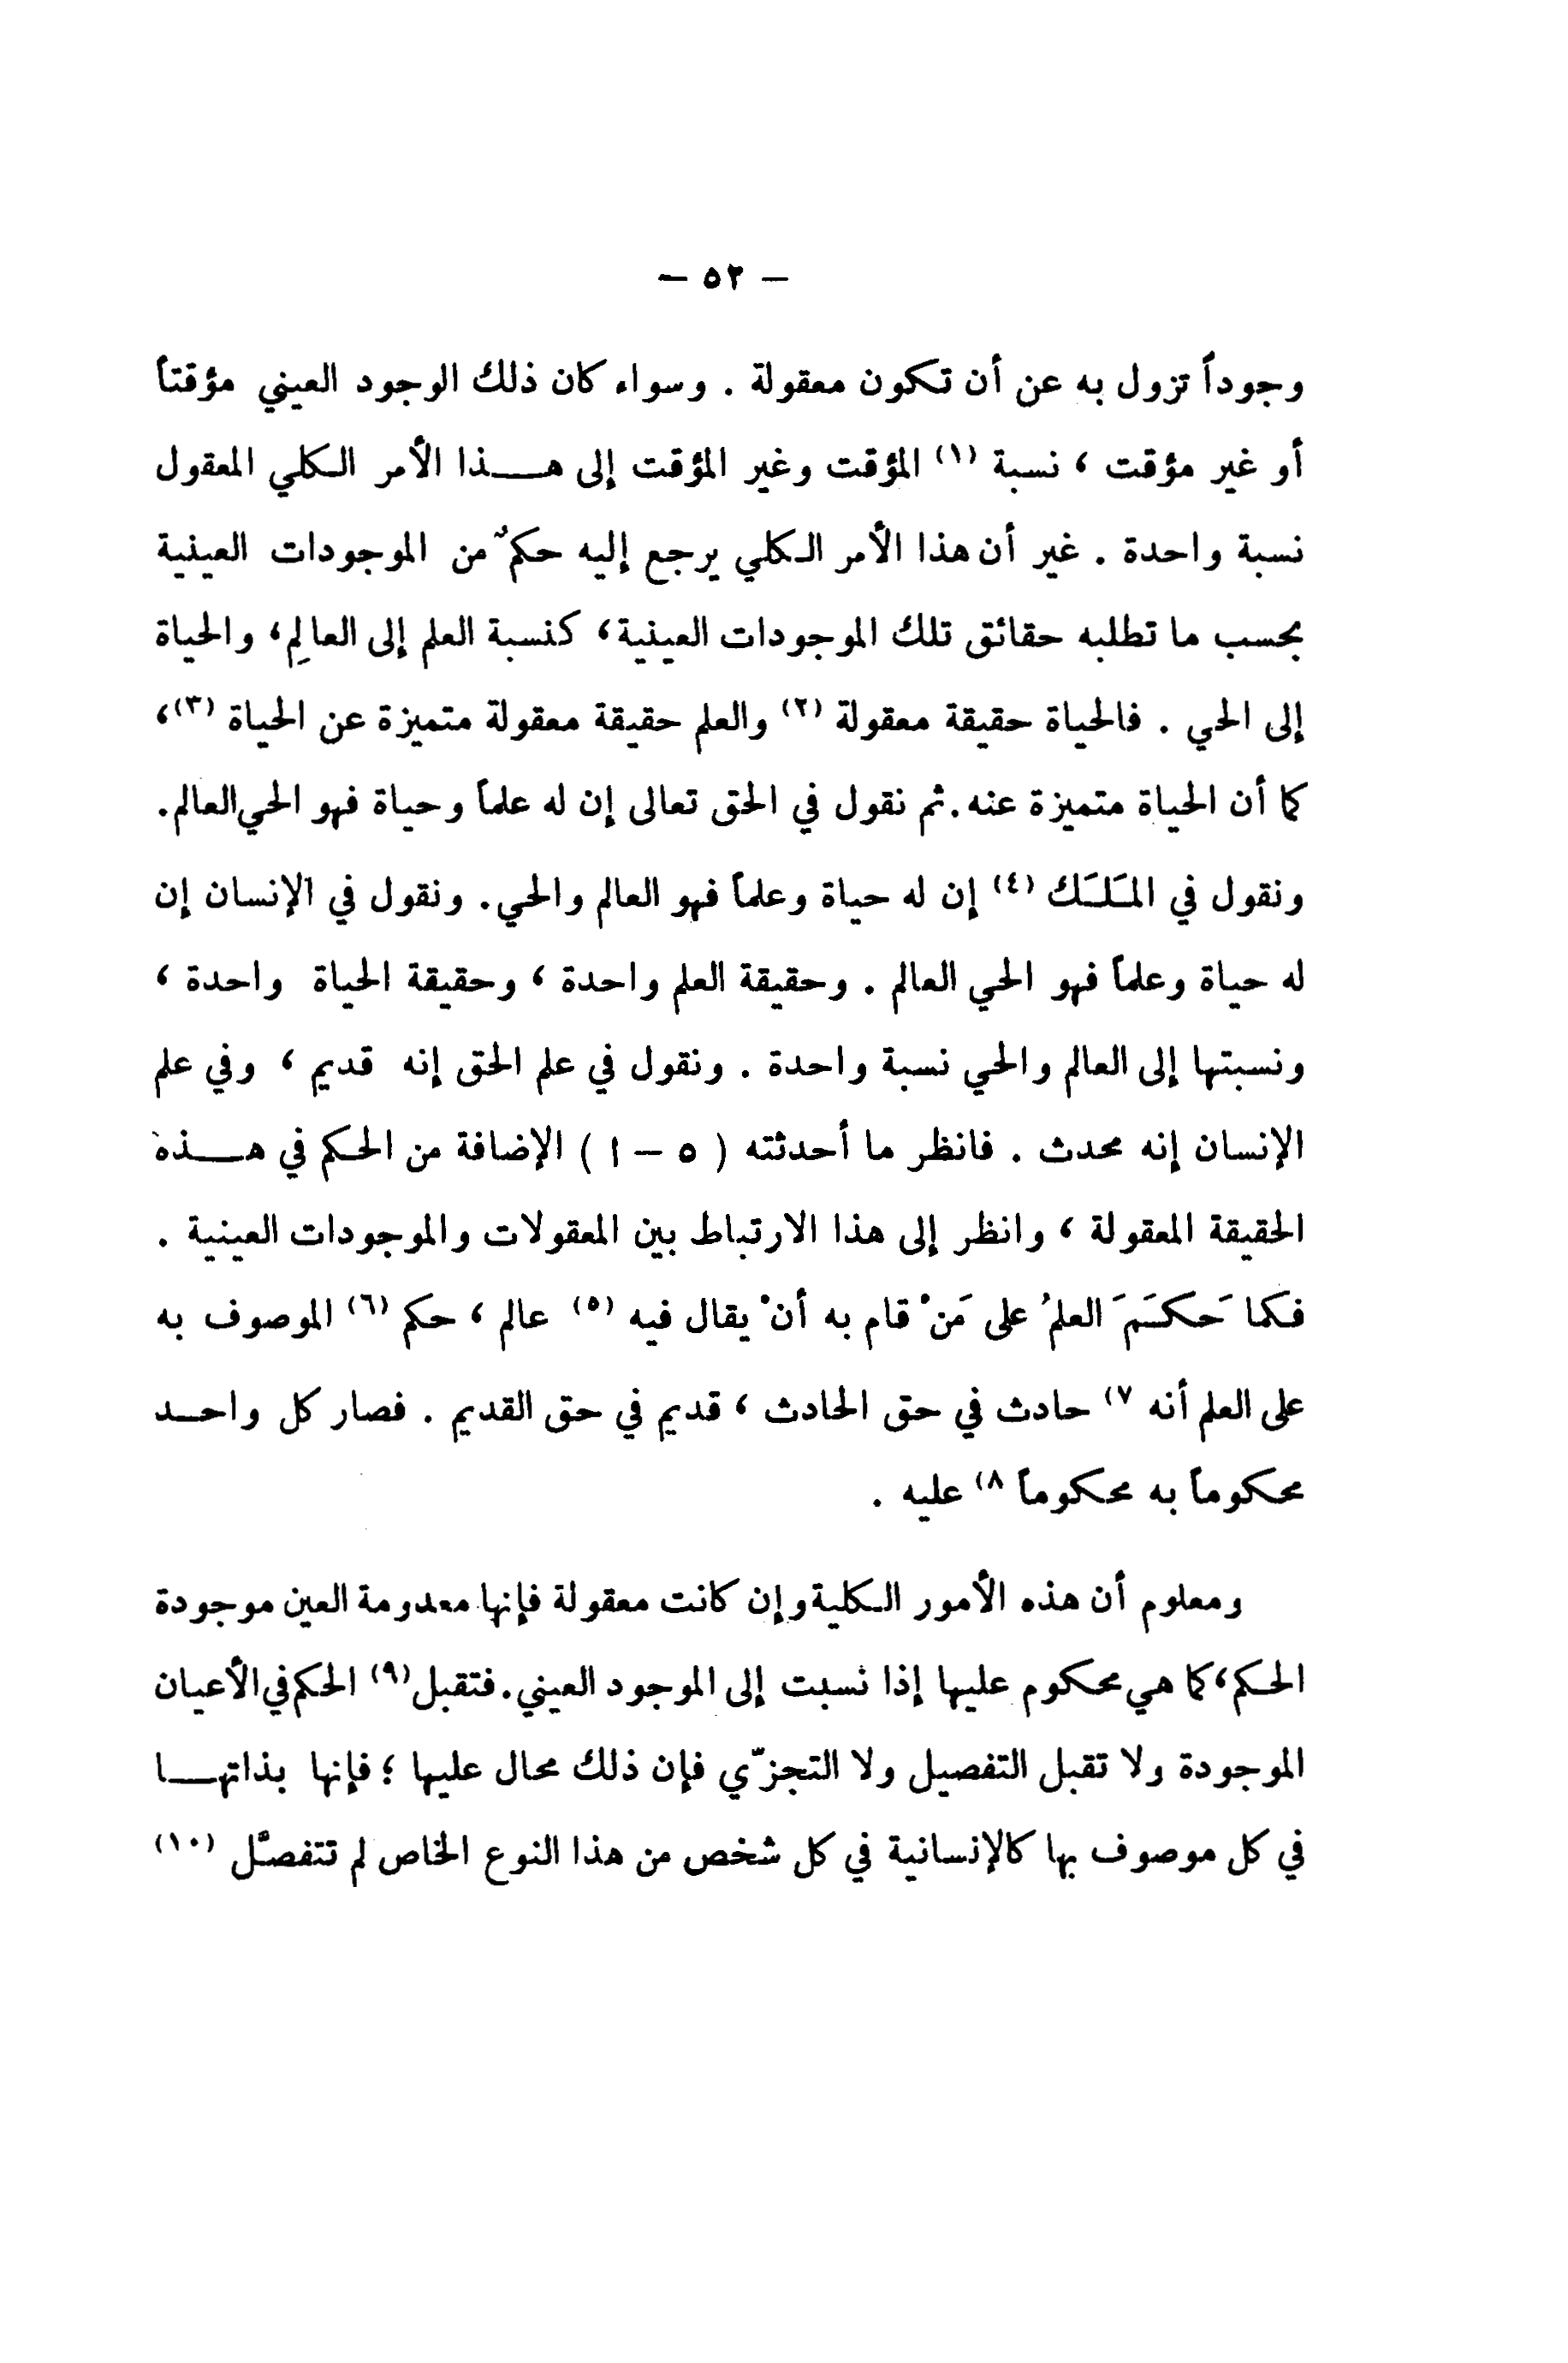 — ٥٢ —
وجوداً تزول به عن أن تكون معقولة . وسواء كان ذلك الوجود العيني مؤقتاً
أو غير مؤقت ، نسبة (١) المؤقت وغير المؤقت إلى هـــذا الأمر الكلي المعقول
نسبة واحدة . غير أن هذا الأمر الكلي يرجع إليه حكمٌ من الموجودات العينية
بحسب ما تطلبه حقائق تلك الموجودات العينية، كنسبة العلم إلى العالِم، والحياة
إلى الحي . فالحياة حقيقة معقولة (٢) والعلم حقيقة معقولة متميزة عن الحياة (٣)،
كما أن الحياة متميزة عنه. ثم نقول في الحق تعالى إن له علماً وحياة فهو الحي العالم.
ونقول في المَلَك (٤) إن له حياة وعلماً فهو العالم والحي. ونقول في الإنسان إن
له حياة وعلماً فهو الحي العالم . وحقيقة العلم واحدة ، وحقيقة الحياة واحدة ،
ونسبتها إلى العالم والحي نسبة واحدة . ونقول في علم الحق إنه قديم ، وفي علم
الإنسان إنه محدث . فانظر ما أحدثته ( ٥ – ١ ) الإضافة من الحكم في هـــذه
الحقيقة المعقولة ، وانظر إلى هذا الارتباط بين المعقولات والموجودات العينية .
فكما حَكَمَ العلمُ على مَنْ قام به أنْ يقال فيه (٥) عالم ، حكم (٦) الموصوف به
على العلم أنه (٧ حادث في حق الحادث ، قديم في حق القديم . فصار كل واحـد
محكوماً به محكوماً (٨ عليه .
ومعلوم أن هذه الأمور الكلية وإن كانت معقولة فإنها معدومة العين موجودة
الحكم، كما هي محكوم عليها إذا نسبت إلى الموجود العيني. فتقبل (٩) الحكم في الأعيان
الموجودة ولا تقبل التفصيل ولا التجزّي فإن ذلك محال عليها ؛ فإنها بذاتهـــا
في كل موصوف بها كالإنسانية في كل شخص من هذا النوع الخاص لم تتفصَّل (١٠)